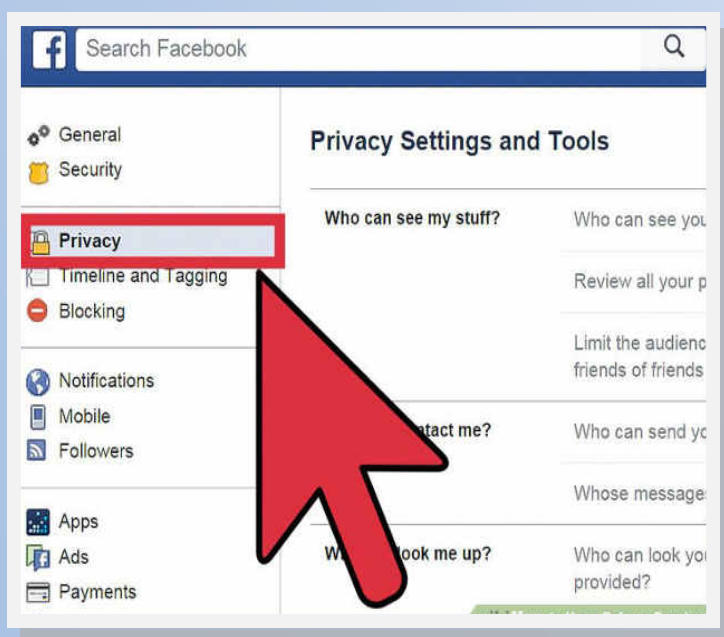 f Search Facebook
General
Security
Privacy
Timeline and Tagging
Blocking
Notifications
Mobile
Followers
Apps
Ads
Payments
Privacy Settings and Tools
Who can see my stuff?
Who can see you
Review all your p
Limit the audienc
friends of friends
tact me?
Who can send yo
Whose message
W look me up?
Who can look you
provided?